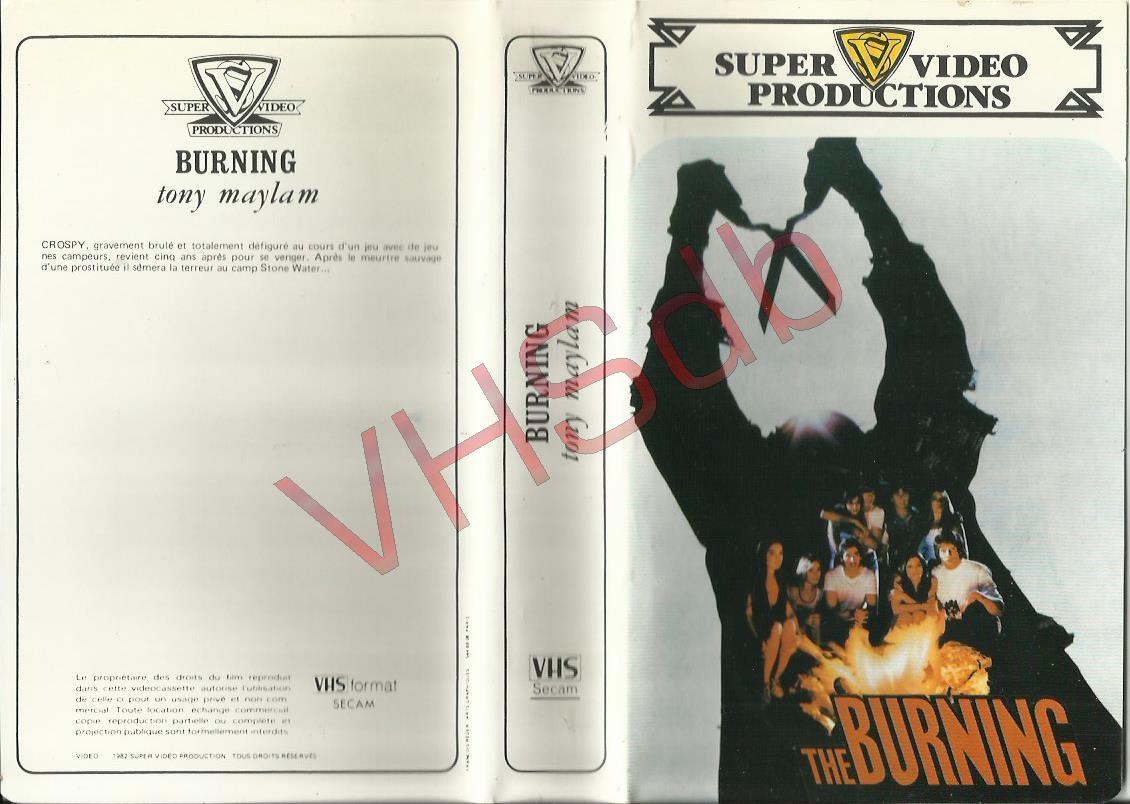 SUPER VIDEO
PRODUCTIONS
BURNING
tony maylam
CROSPY, gravement brulé et totalement défiguré au cours d'un jeu avec de jeu
nes campeurs, revient cinq ans après pour se venger. Après le meurtre sauvage
d'une prostituée il sèmera la terreur au camp Stone Water...
Le propriétaire des droits du film reproduit
dans cette videocassette autorise l'utilisation
de celle-ci pour un usage privé et non com-
mercial. Toute location, echange commercial,
copie, reproduction partielle ou complète et
projection publique sont formellement interdits.
VIDEO 1982 SUPER VIDEO PRODUCTION TOUS DROITS RÉSERVÉS
VHS format
SECAM
SUPER VIDEO
PRODUCTIONS
BURNING
tony maylam
VHS
Secam
SUPER VIDEO
PRODUCTIONS
THE BURNING
VHSdb